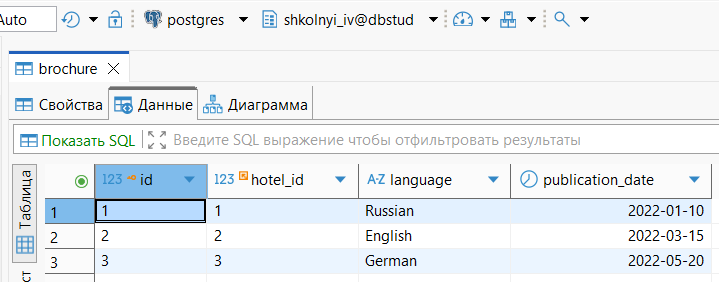 Auto postgres shkolnyi_iv@dbstud
brochure
Свойства Данные Диаграмма
Показать SQL Введите SQL выражение чтобы отфильтровать результаты
Таблица
123 id 123 hotel_id A-Z language publication_date
1 1 1 Russian 2022-01-10
2 2 2 English 2022-03-15
3 3 3 German 2022-05-20